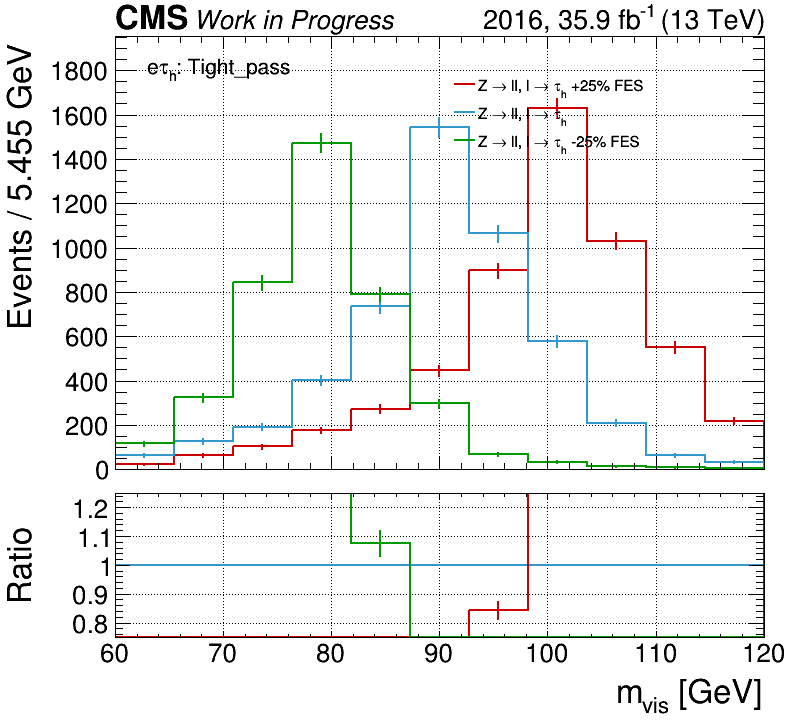 CMS Work in Progress 2016, 35.9 fb⁻¹ (13 TeV)
eτₕ: Tight_pass
Z → ll, l → τₕ +25% FES
Z → ll, l → τₕ
Z → ll, l → τₕ -25% FES
Events / 5.455 GeV
1800
1600
1400
1200
1000
800
600
400
200
0
Ratio
1.2
1.1
1
0.9
0.8
60 70 80 90 100 110 120
m_vis [GeV]